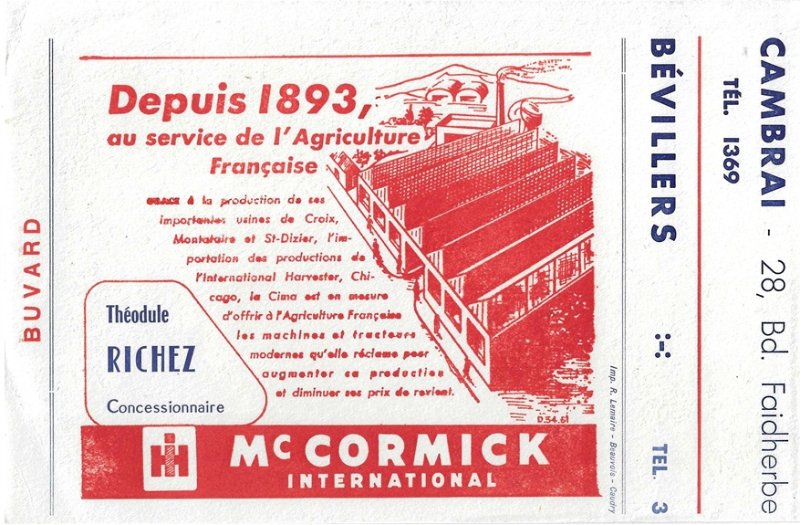 BUVARD
Depuis 1893,
au service de l'Agriculture
Française
GRACE à la production de ses
importantes usines de Croix,
Montataire et St-Dizier, l'im-
portation des productions de
l'International Harvester, Chi-
cago, la Cima est en mesure
d'offrir à l'Agriculture Française
les machines et tracteurs
modernes qu'elle réclame pour
augmenter sa production
et diminuer ses prix de revient.
Théodule
RICHEZ
Concessionnaire
D.34.61
IH
McCORMICK
INTERNATIONAL
Imp. R. Lemaire - Beauvois - Caudry
BÉVILLERS :-: TEL. 3
CAMBRAI - 28, Bd. Faidherbe
TÉL. 1369